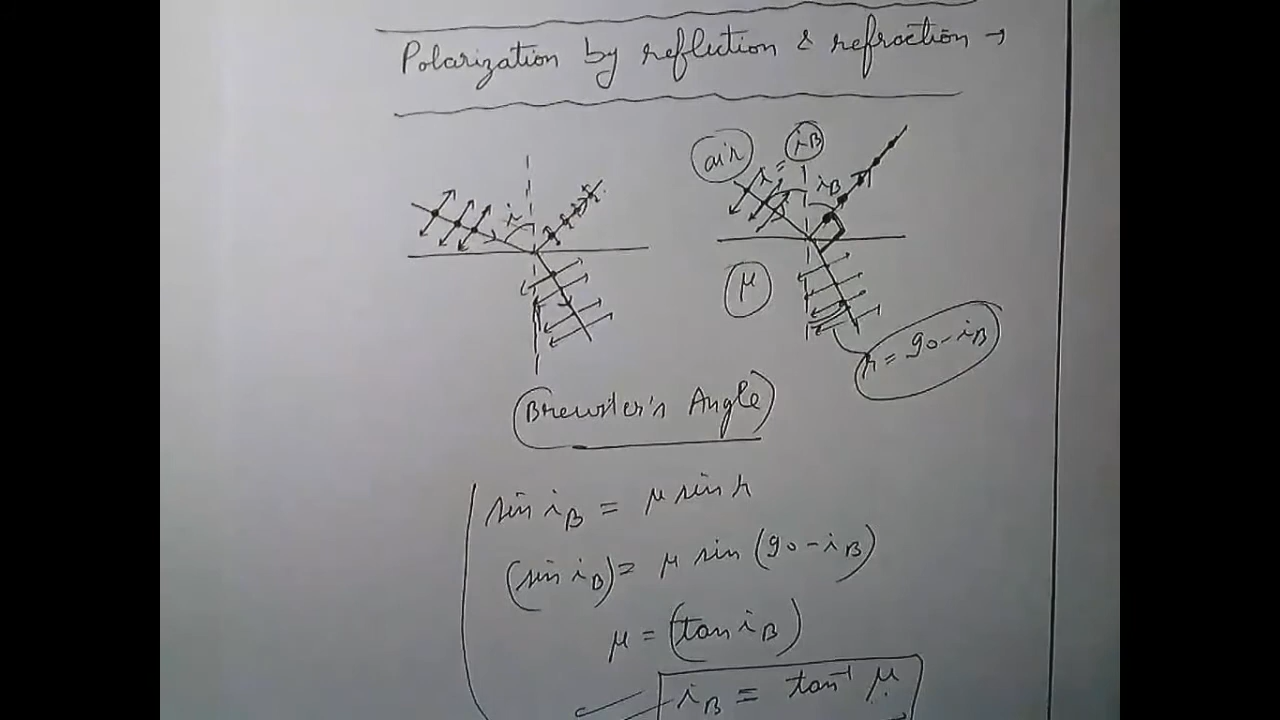 Polarization by reflection & refraction →
i
air
i = iB
iB
μ
r = 90 - iB
Brewster's Angle
sin iB = μ sin r
(sin iB) = μ sin (90 - iB)
μ = (tan iB)
iB = tan⁻¹ μ